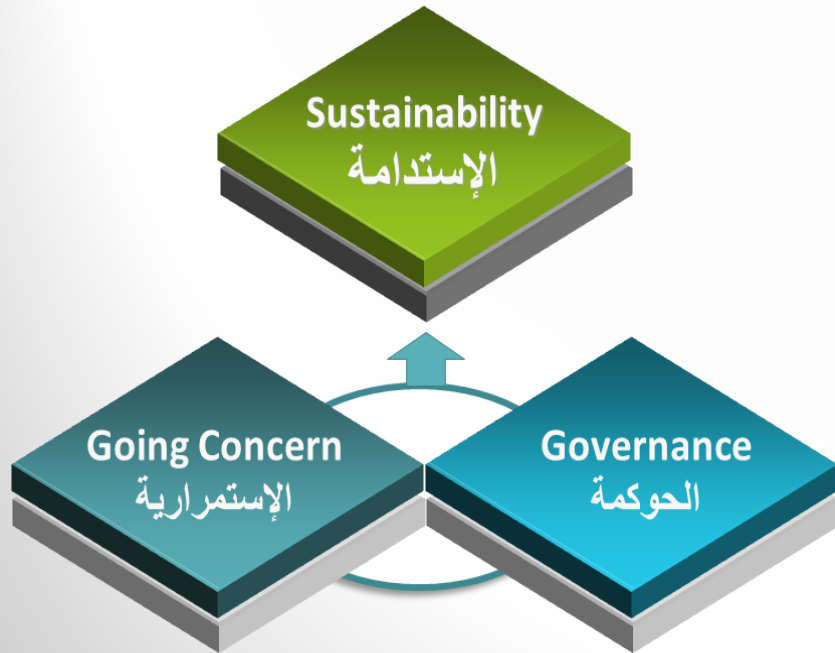 Sustainability
الإستدامة
Going Concern
الإستمرارية
Governance
الحوكمة